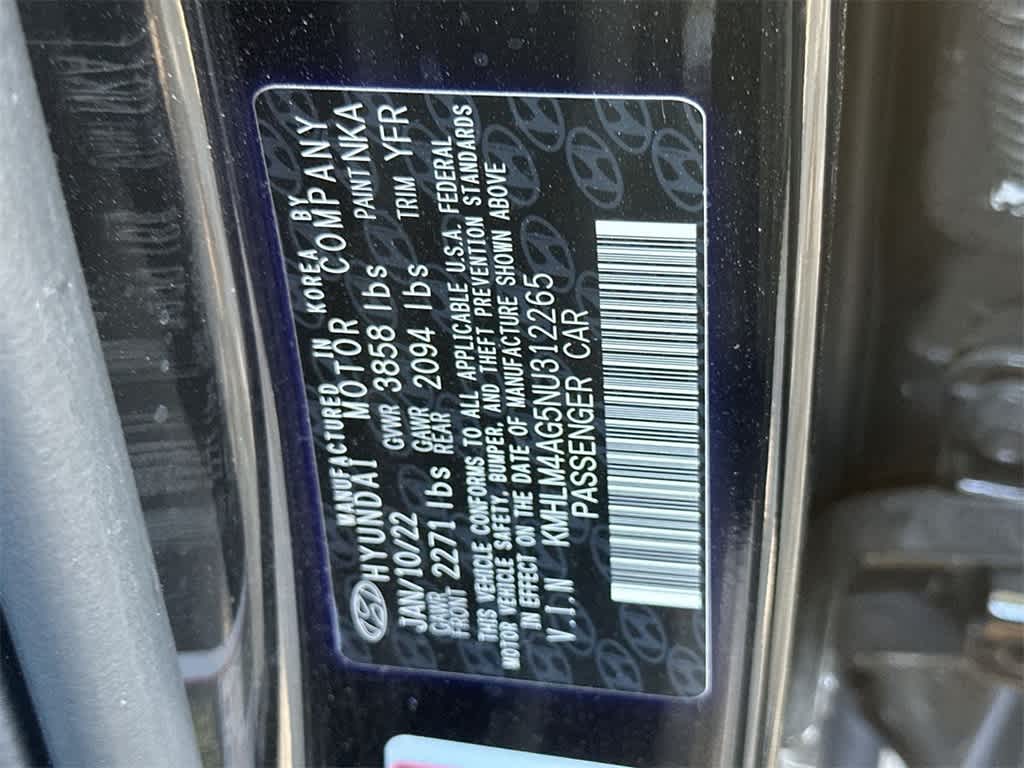 MANUFACTURED IN KOREA BY
HYUNDAI MOTOR COMPANY
JAN/10/22 GVWR 3858 lbs PAINT NKA
GAWR FRONT 2271 lbs GAWR REAR 2094 lbs TRIM YFR
THIS VEHICLE CONFORMS TO ALL APPLICABLE U.S.A. FEDERAL
MOTOR VEHICLE SAFETY, BUMPER, AND THEFT PREVENTION STANDARDS
IN EFFECT ON THE DATE OF MANUFACTURE SHOWN ABOVE
V.I.N KMHLM4AG5NU312265
PASSENGER CAR